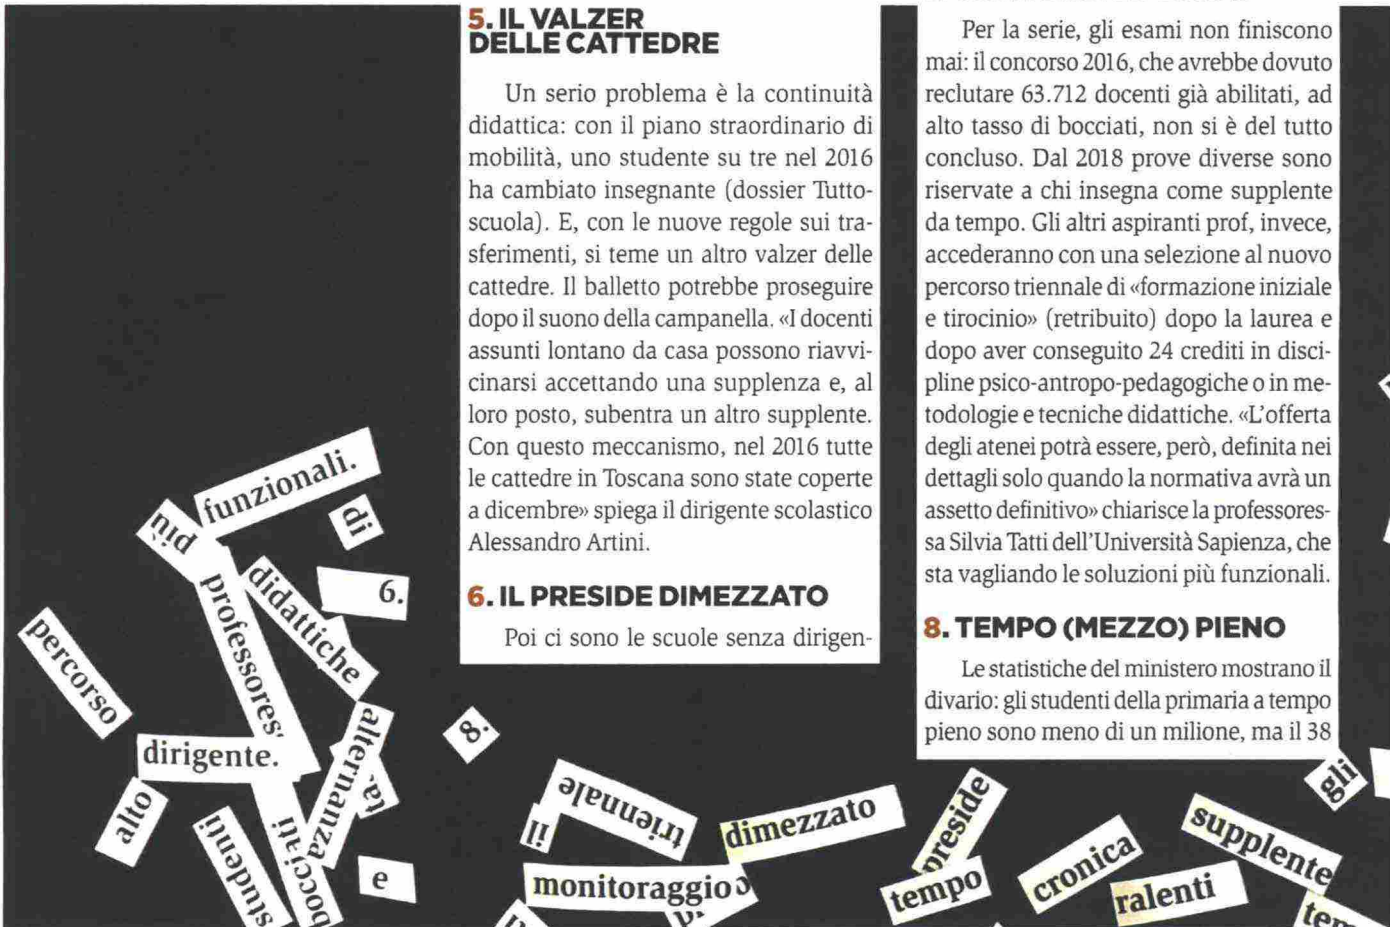 5. IL VALZER
DELLE CATTEDRE
Un serio problema è la continuità
didattica: con il piano straordinario di
mobilità, uno studente su tre nel 2016
ha cambiato insegnante (dossier Tutto-
scuola). E, con le nuove regole sui tra-
sferimenti, si teme un altro valzer delle
cattedre. Il balletto potrebbe proseguire
dopo il suono della campanella. «I docenti
assunti lontano da casa possono riavvi-
cinarsi accettando una supplenza e, al
loro posto, subentra un altro supplente.
Con questo meccanismo, nel 2016 tutte
le cattedre in Toscana sono state coperte
a dicembre» spiega il dirigente scolastico
Alessandro Artini.
6. IL PRESIDE DIMEZZATO
Poi ci sono le scuole senza dirigen-
Per la serie, gli esami non finiscono
mai: il concorso 2016, che avrebbe dovuto
reclutare 63.712 docenti già abilitati, ad
alto tasso di bocciati, non si è del tutto
concluso. Dal 2018 prove diverse sono
riservate a chi insegna come supplente
da tempo. Gli altri aspiranti prof, invece,
accederanno con una selezione al nuovo
percorso triennale di «formazione iniziale
e tirocinio» (retribuito) dopo la laurea e
dopo aver conseguito 24 crediti in disci-
pline psico-antropo-pedagogiche o in me-
todologie e tecniche didattiche. «L'offerta
degli atenei potrà essere, però, definita nei
dettagli solo quando la normativa avrà un
assetto definitivo» chiarisce la professores-
sa Silvia Tatti dell'Università Sapienza, che
sta vagliando le soluzioni più funzionali.
8. TEMPO (MEZZO) PIENO
Le statistiche del ministero mostrano il
divario: gli studenti della primaria a tempo
pieno sono meno di un milione, ma il 38
funzionali.
più
di
professores
didattiche
6.
percorso
dirigente.
alternanza
ta,
8.
alto
studenti
bocciati
e
il
triennale
monitoraggio
dimezzato
preside
tempo
cronica
ralenti
supplente
gli